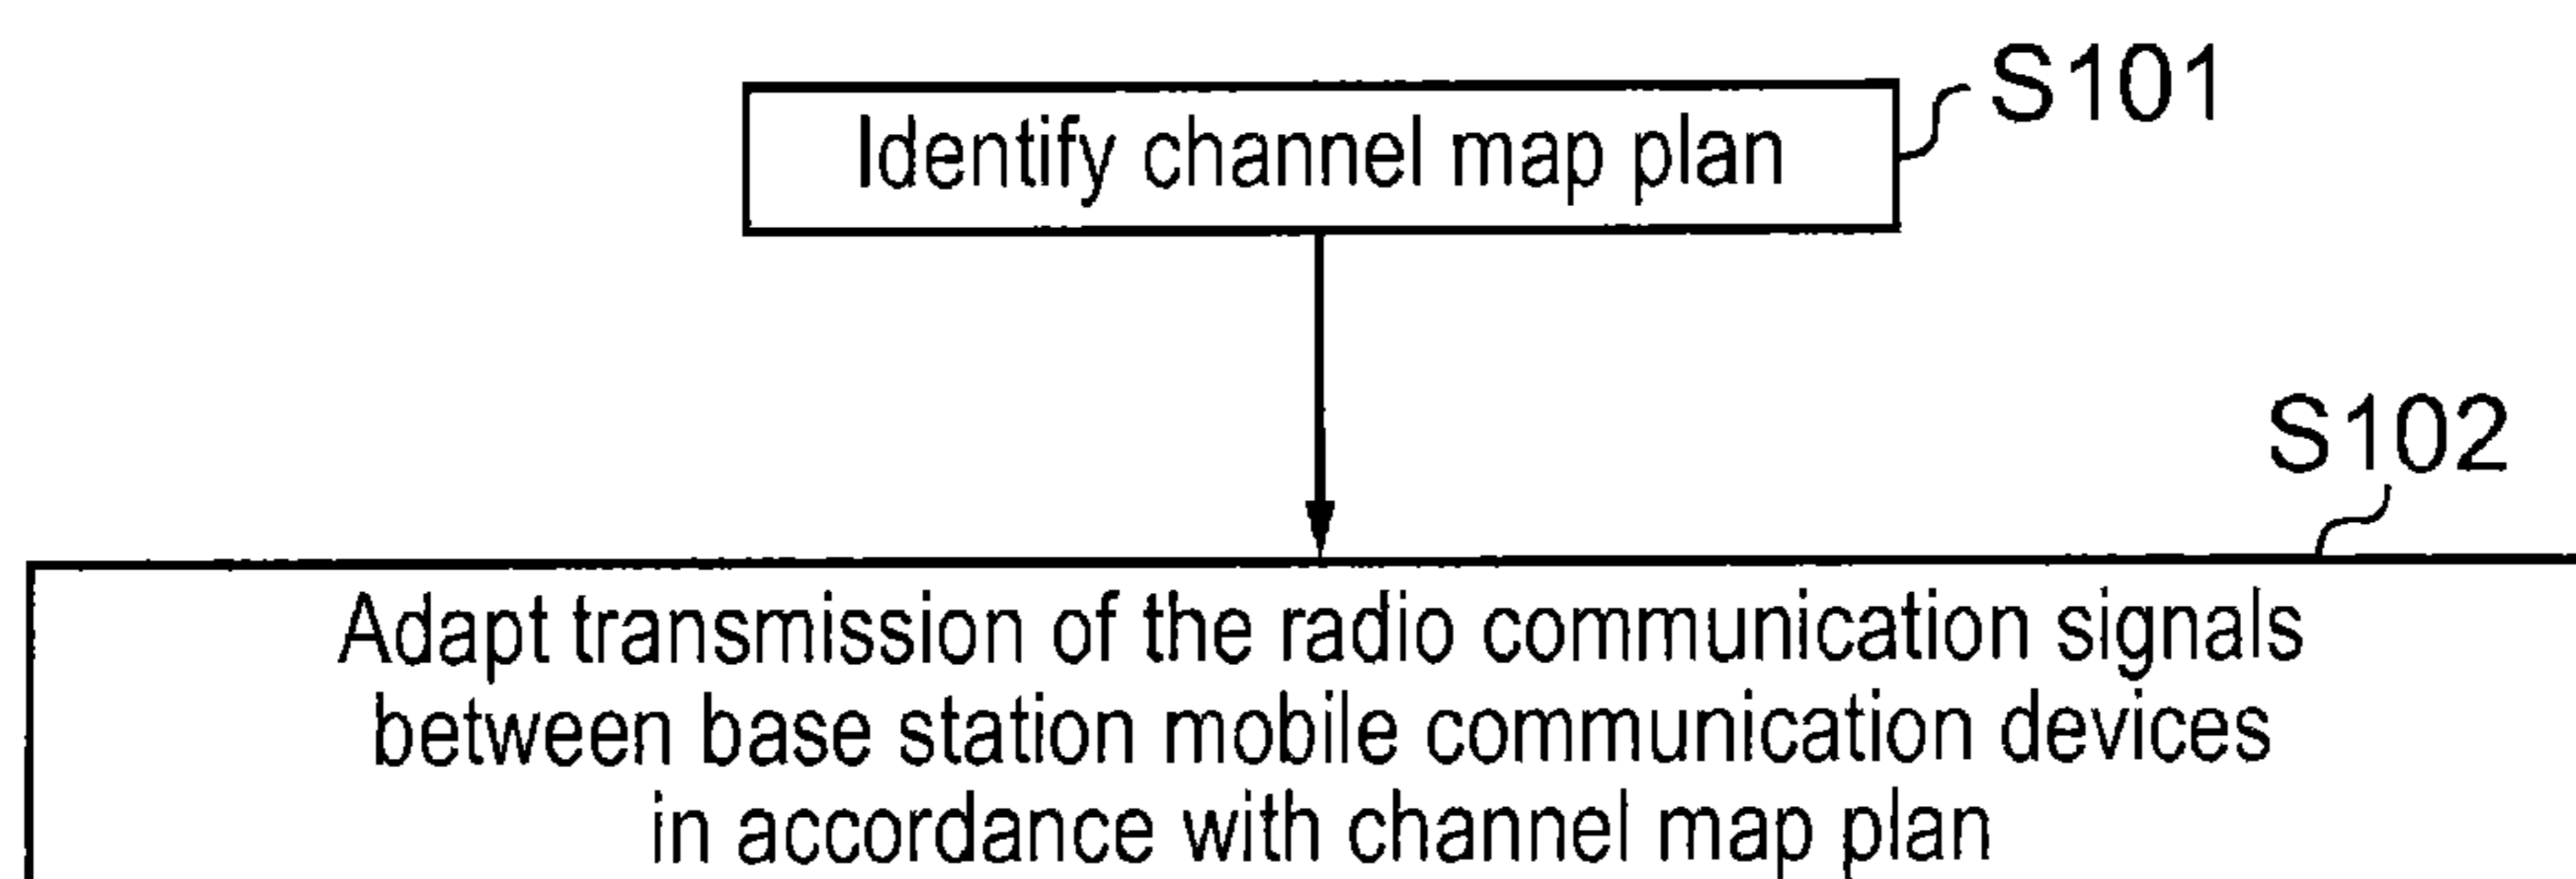 Identify channel map plan
S101
S102
Adapt transmission of the radio communication signals
between base station mobile communication devices
in accordance with channel map plan